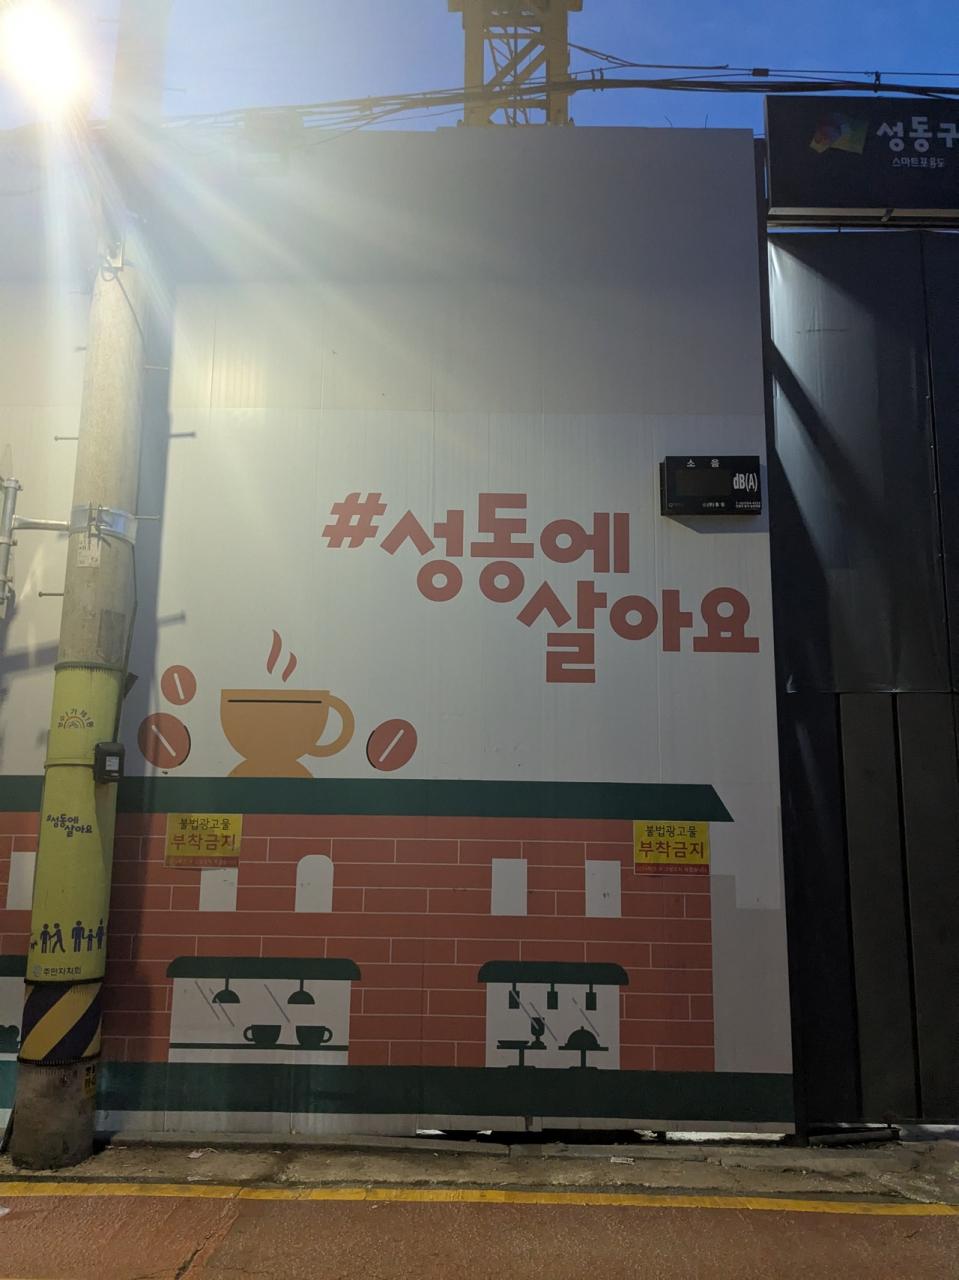 성동구
스마트포용도
소 음
dB(A)
#성동에
살아요
불법광고물
부착금지
불법광고물
부착금지
#성동에
살아요
주민자치회